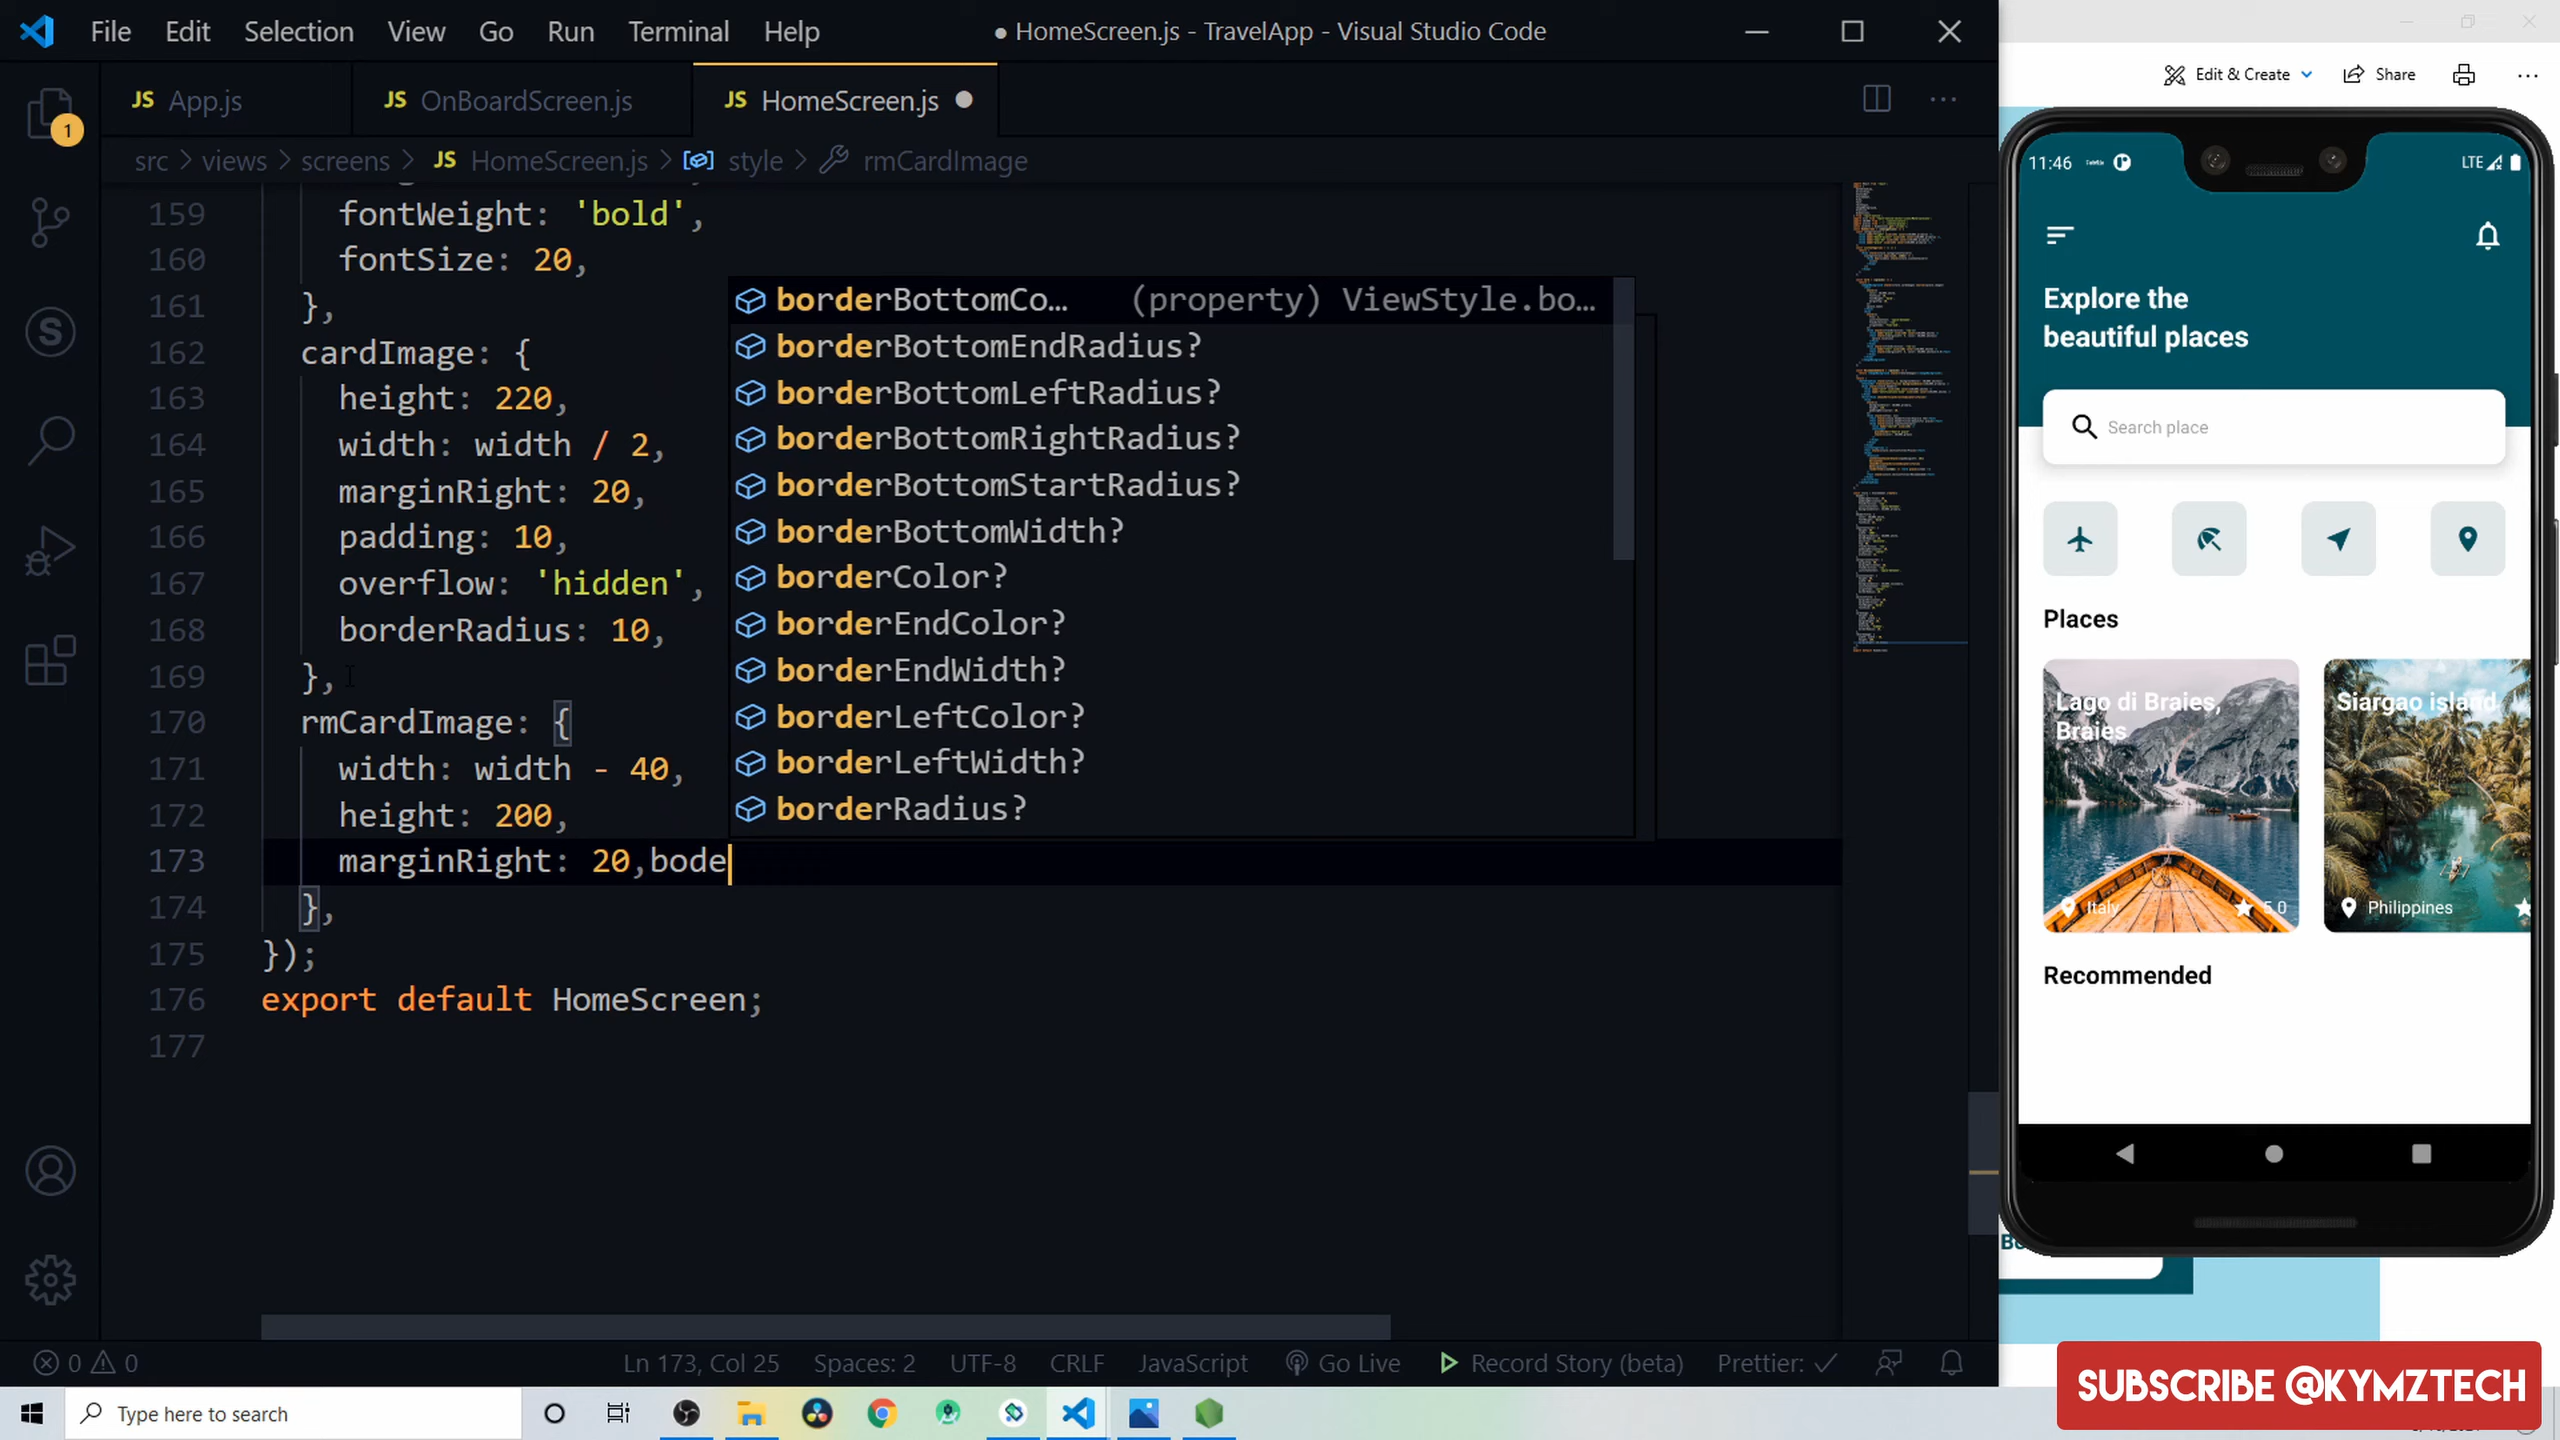 File Edit Selection View Go Run Terminal Help ● HomeScreen.js - TravelApp - Visual Studio Code
JS App.js JS OnBoardScreen.js JS HomeScreen.js ●
src > views > screens > JS HomeScreen.js > style > rmCardImage
159 fontWeight: 'bold',
160 fontSize: 20,
161 },
162 cardImage: {
163 height: 220,
164 width: width / 2,
165 marginRight: 20,
166 padding: 10,
167 overflow: 'hidden',
168 borderRadius: 10,
169 },
170 rmCardImage: {
171 width: width - 40,
172 height: 200,
173 marginRight: 20,bode
174 },
175 });
176 export default HomeScreen;
177
borderBottomCo... (property) ViewStyle.bo...
borderBottomEndRadius?
borderBottomLeftRadius?
borderBottomRightRadius?
borderBottomStartRadius?
borderBottomWidth?
borderColor?
borderEndColor?
borderEndWidth?
borderLeftColor?
borderLeftWidth?
borderRadius?
1
0 0 Ln 173, Col 25 Spaces: 2 UTF-8 CRLF JavaScript Go Live Record Story (beta) Prettier: ✓
Type here to search
Edit & Create Share
11:46 LTE
Explore the
beautiful places
Search place
Places
Lago di Braies,
Braies
Italy 5.0
Siargao island
Philippines
Recommended
SUBSCRIBE @KYMZTECH